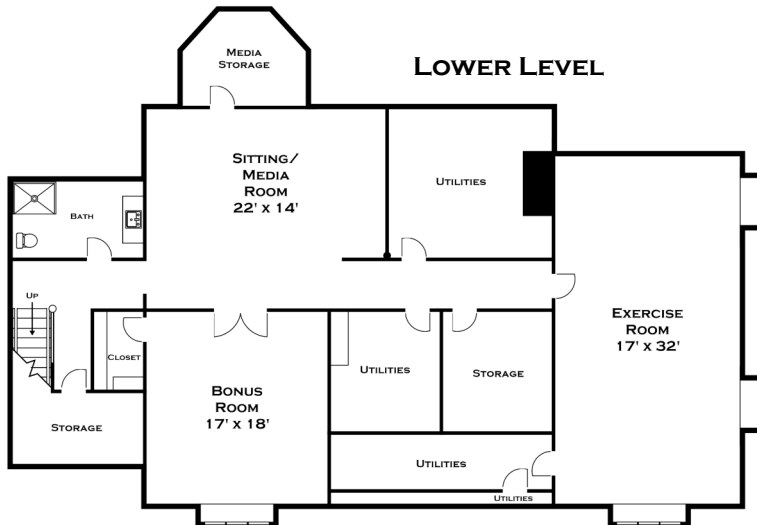 MEDIA
STORAGE
LOWER LEVEL
SITTING/
MEDIA
ROOM
22' X 14'
UTILITIES
BATH
UP
EXERCISE
ROOM
17' X 32'
CLOSET
UTILITIES
STORAGE
BONUS
ROOM
17' X 18'
STORAGE
UTILITIES
UTILITIES